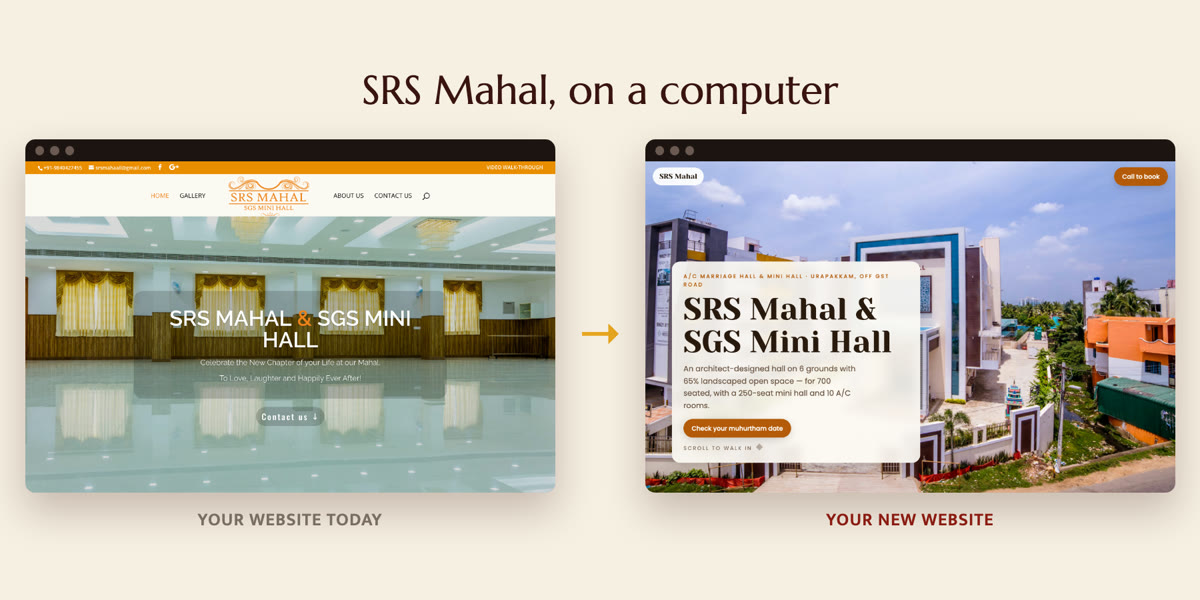 SRS Mahal, on a computer
+91-9840427455 srsmahaal@gmail.com f G+ VIDEO WALK-THROUGH
HOME GALLERY SRS MAHAL SGS MINI HALL ABOUT US CONTACT US
SRS MAHAL & SGS MINI
HALL
Celebrate the New Chapter of your Life at our Mahal.
To Love, Laughter and Happily Ever After!
Contact us ↓
YOUR WEBSITE TODAY
SRS Mahal
Call to book
A/C MARRIAGE HALL & MINI HALL · URAPAKKAM, OFF GST
ROAD
SRS Mahal &
SGS Mini Hall
An architect-designed hall on 6 grounds with
65% landscaped open space — for 700
seated, with a 250-seat mini hall and 10 A/C
rooms.
Check your muhurtham date
SCROLL TO WALK IN
YOUR NEW WEBSITE